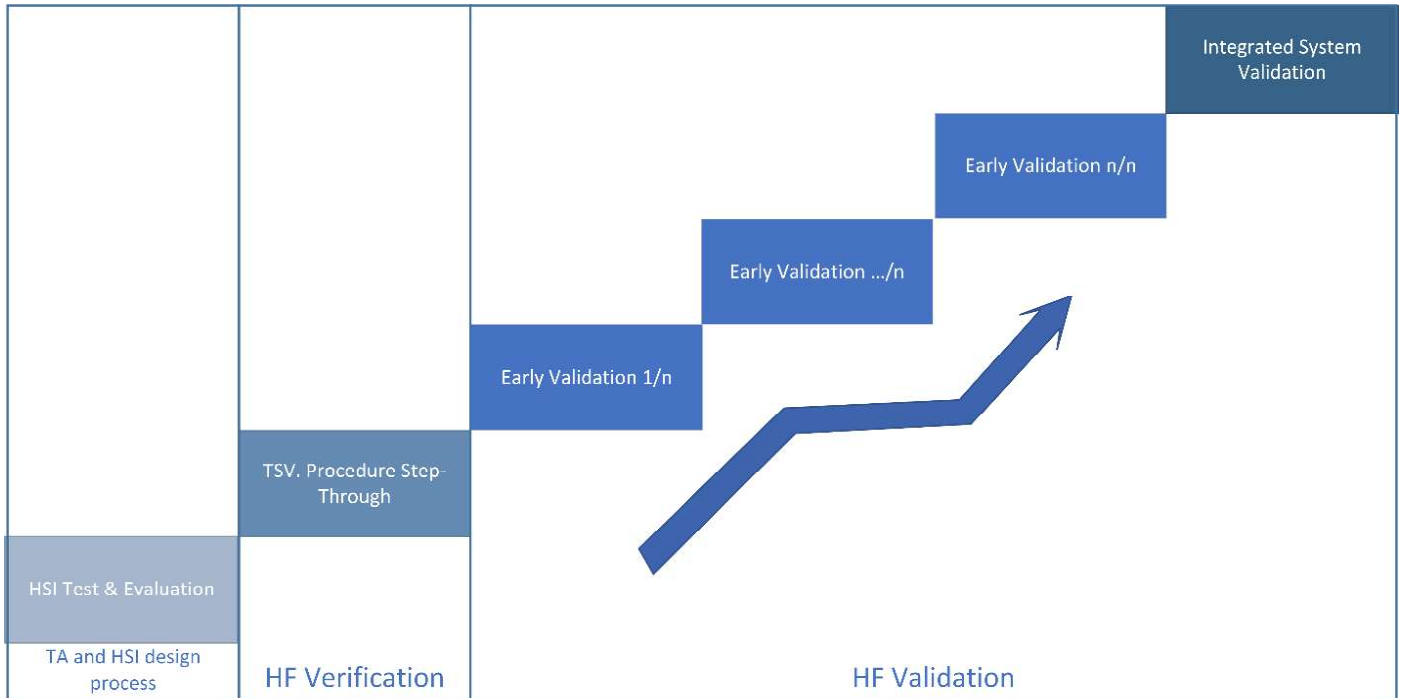 Integrated System
Validation
Early Validation n/n
Early Validation .../n
Early Validation 1/n
TSV. Procedure Step-
Through
HSI Test & Evaluation
TA and HSI design
process
HF Verification
HF Validation